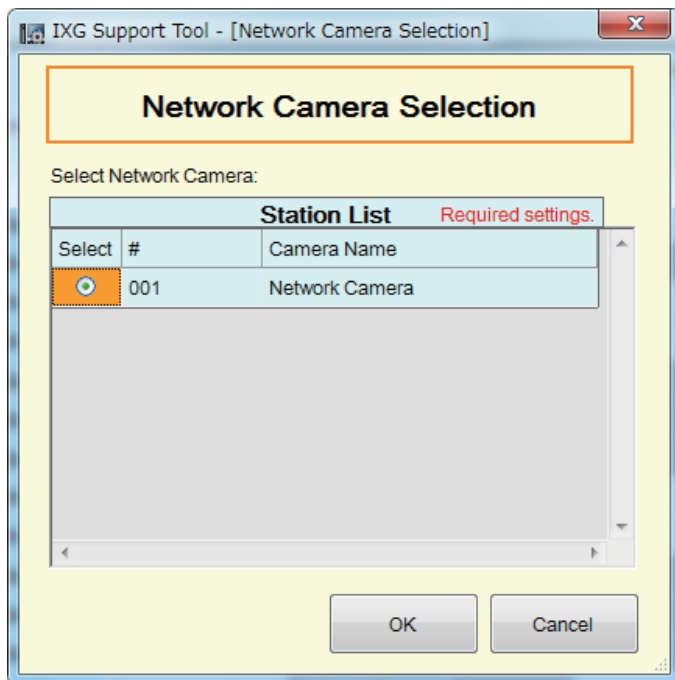 IXG Support Tool - [Network Camera Selection]
Network Camera Selection
Select Network Camera:
Station List Required settings.
Select # Camera Name
001 Network Camera
OK Cancel